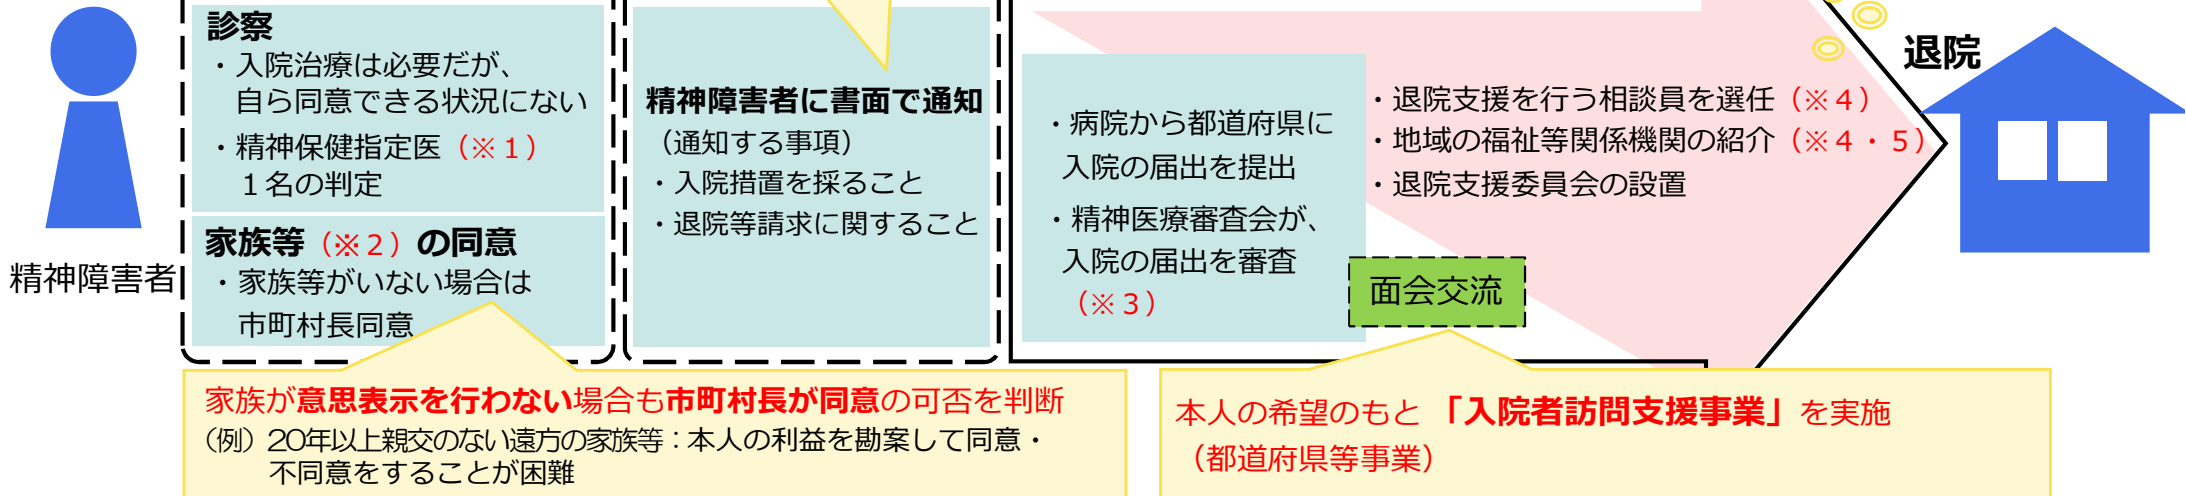 精神障害者
診察
・入院治療は必要だが、
自ら同意できる状況にない
・精神保健指定医（※１）
１名の判定
家族等（※２）の同意
・家族等がいない場合は
市町村長同意
精神障害者に書面で通知
（通知する事項）
・入院措置を採ること
・退院等請求に関すること
・病院から都道府県に
入院の届出を提出
・精神医療審査会が、
入院の届出を審査
（※３）
・退院支援を行う相談員を選任（※４）
・地域の福祉等関係機関の紹介（※４・５）
・退院支援委員会の設置
面会交流
退院
家族が意思表示を行わない場合も市町村長が同意の可否を判断
（例）20年以上親交のない遠方の家族等：本人の利益を勘案して同意・
不同意をすることが困難
本人の希望のもと「入院者訪問支援事業」を実施
（都道府県等事業）